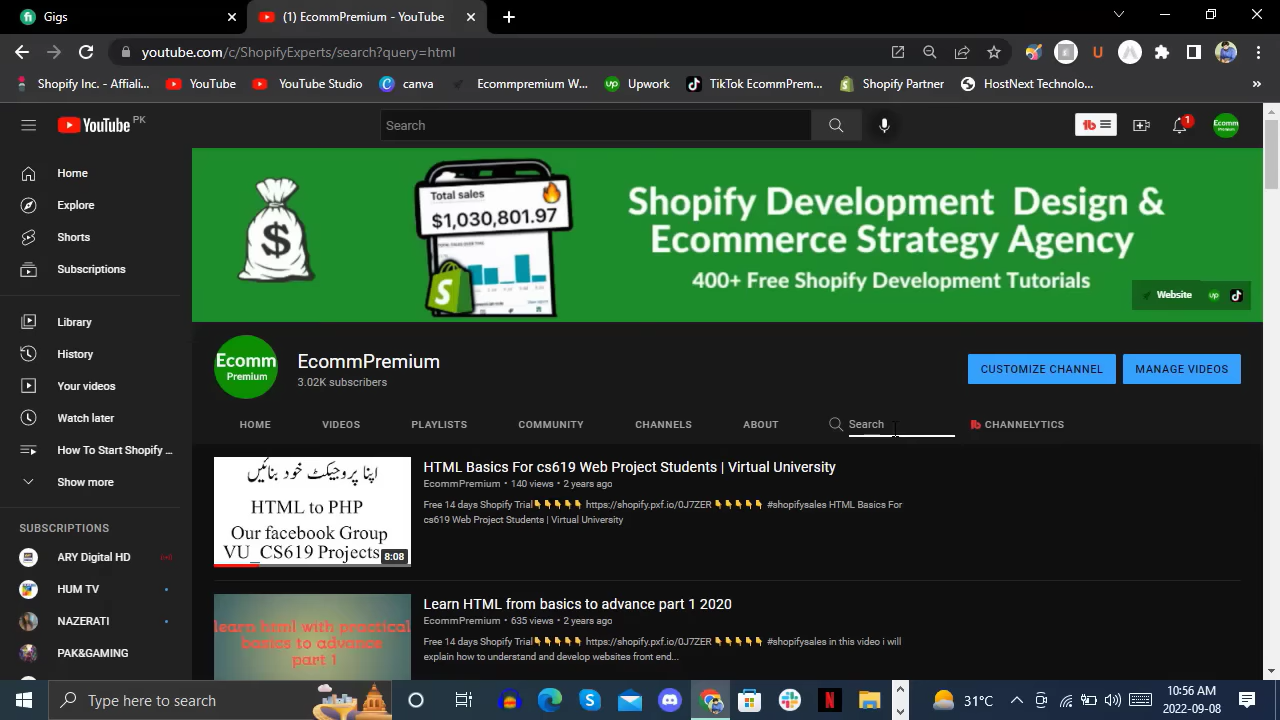 Gigs
(1) EcommPremium - YouTube
youtube.com/c/ShopifyExperts/search?query=html
Shopify Inc. - Affiliati...
YouTube
YouTube Studio
canva
Ecommpremium W...
Upwork
TikTok EcommPrem...
Shopify Partner
HostNext Technolo...
YouTube PK
Search
1
Ecomm
Premium
Home
Explore
Shorts
Subscriptions
Library
History
Your videos
Watch later
How To Start Shopify ...
Show more
SUBSCRIPTIONS
ARY Digital HD
HUM TV
NAZERATI
PAK&GAMING
Total sales
$1,030,801.97
Shopify Development Design &
Ecommerce Strategy Agency
400+ Free Shopify Development Tutorials
Website
Ecomm
Premium
EcommPremium
3.02K subscribers
CUSTOMIZE CHANNEL
MANAGE VIDEOS
HOME
VIDEOS
PLAYLISTS
COMMUNITY
CHANNELS
ABOUT
Search
CHANNELYTICS
اپنا پروجیکٹ خود بنائیں
HTML to PHP
Our facebook Group
VU_CS619 Projects
8:08
HTML Basics For cs619 Web Project Students | Virtual University
EcommPremium • 140 views • 2 years ago
Free 14 days Shopify Trial👇👇👇👇👇 https://shopify.pxf.io/0J7ZER 👇👇👇👇👇 #shopifysales HTML Basics For
cs619 Web Project Students | Virtual University
learn html with practical
basics to advance
part 1
Learn HTML from basics to advance part 1 2020
EcommPremium • 635 views • 2 years ago
Free 14 days Shopify Trial👇👇👇👇👇 https://shopify.pxf.io/0J7ZER 👇👇👇👇👇 #shopifysales in this video i will
explain how to understand and develop websites front end...
Type here to search
31°C
10:56 AM
2022-09-08